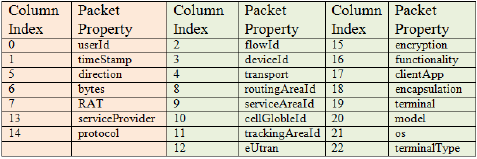 Column Index Packet Property Column Index Packet Property Column Index Packet Property
0 userId 2 flowId 15 encryption
1 timeStamp 3 deviceId 16 functionality
5 direction 4 transport 17 clientApp
6 bytes 8 routingAreaId 18 encapsulation
7 RAT 9 serviceAreaId 19 terminal
13 serviceProvider 10 cellGlobleId 20 model
14 protocol 11 trackingAreaId 21 os
12 eUtran 22 terminalType